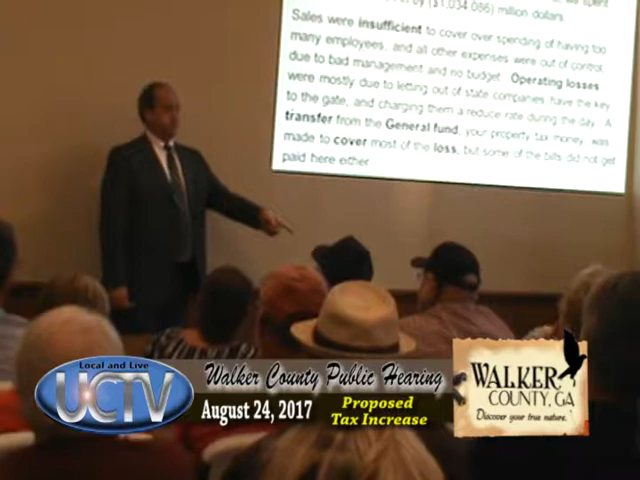 by ($1,034,086) million dollars
Sales were insufficient to cover over spending of having too
many employees, and all other expenses were out of control,
due to bad management and no budget. Operating losses
were mostly due to letting out of state companies have the key
to the gate, and charging them a reduce rate during the day. A
transfer from the General fund, your property tax money, was
made to cover most of the loss, but some of the bills did not get
paid here either
Local and Live
UCTV
Walker County Public Hearing
August 24, 2017
Proposed
Tax Increase
WALKER
COUNTY, GA
Discover your true nature.